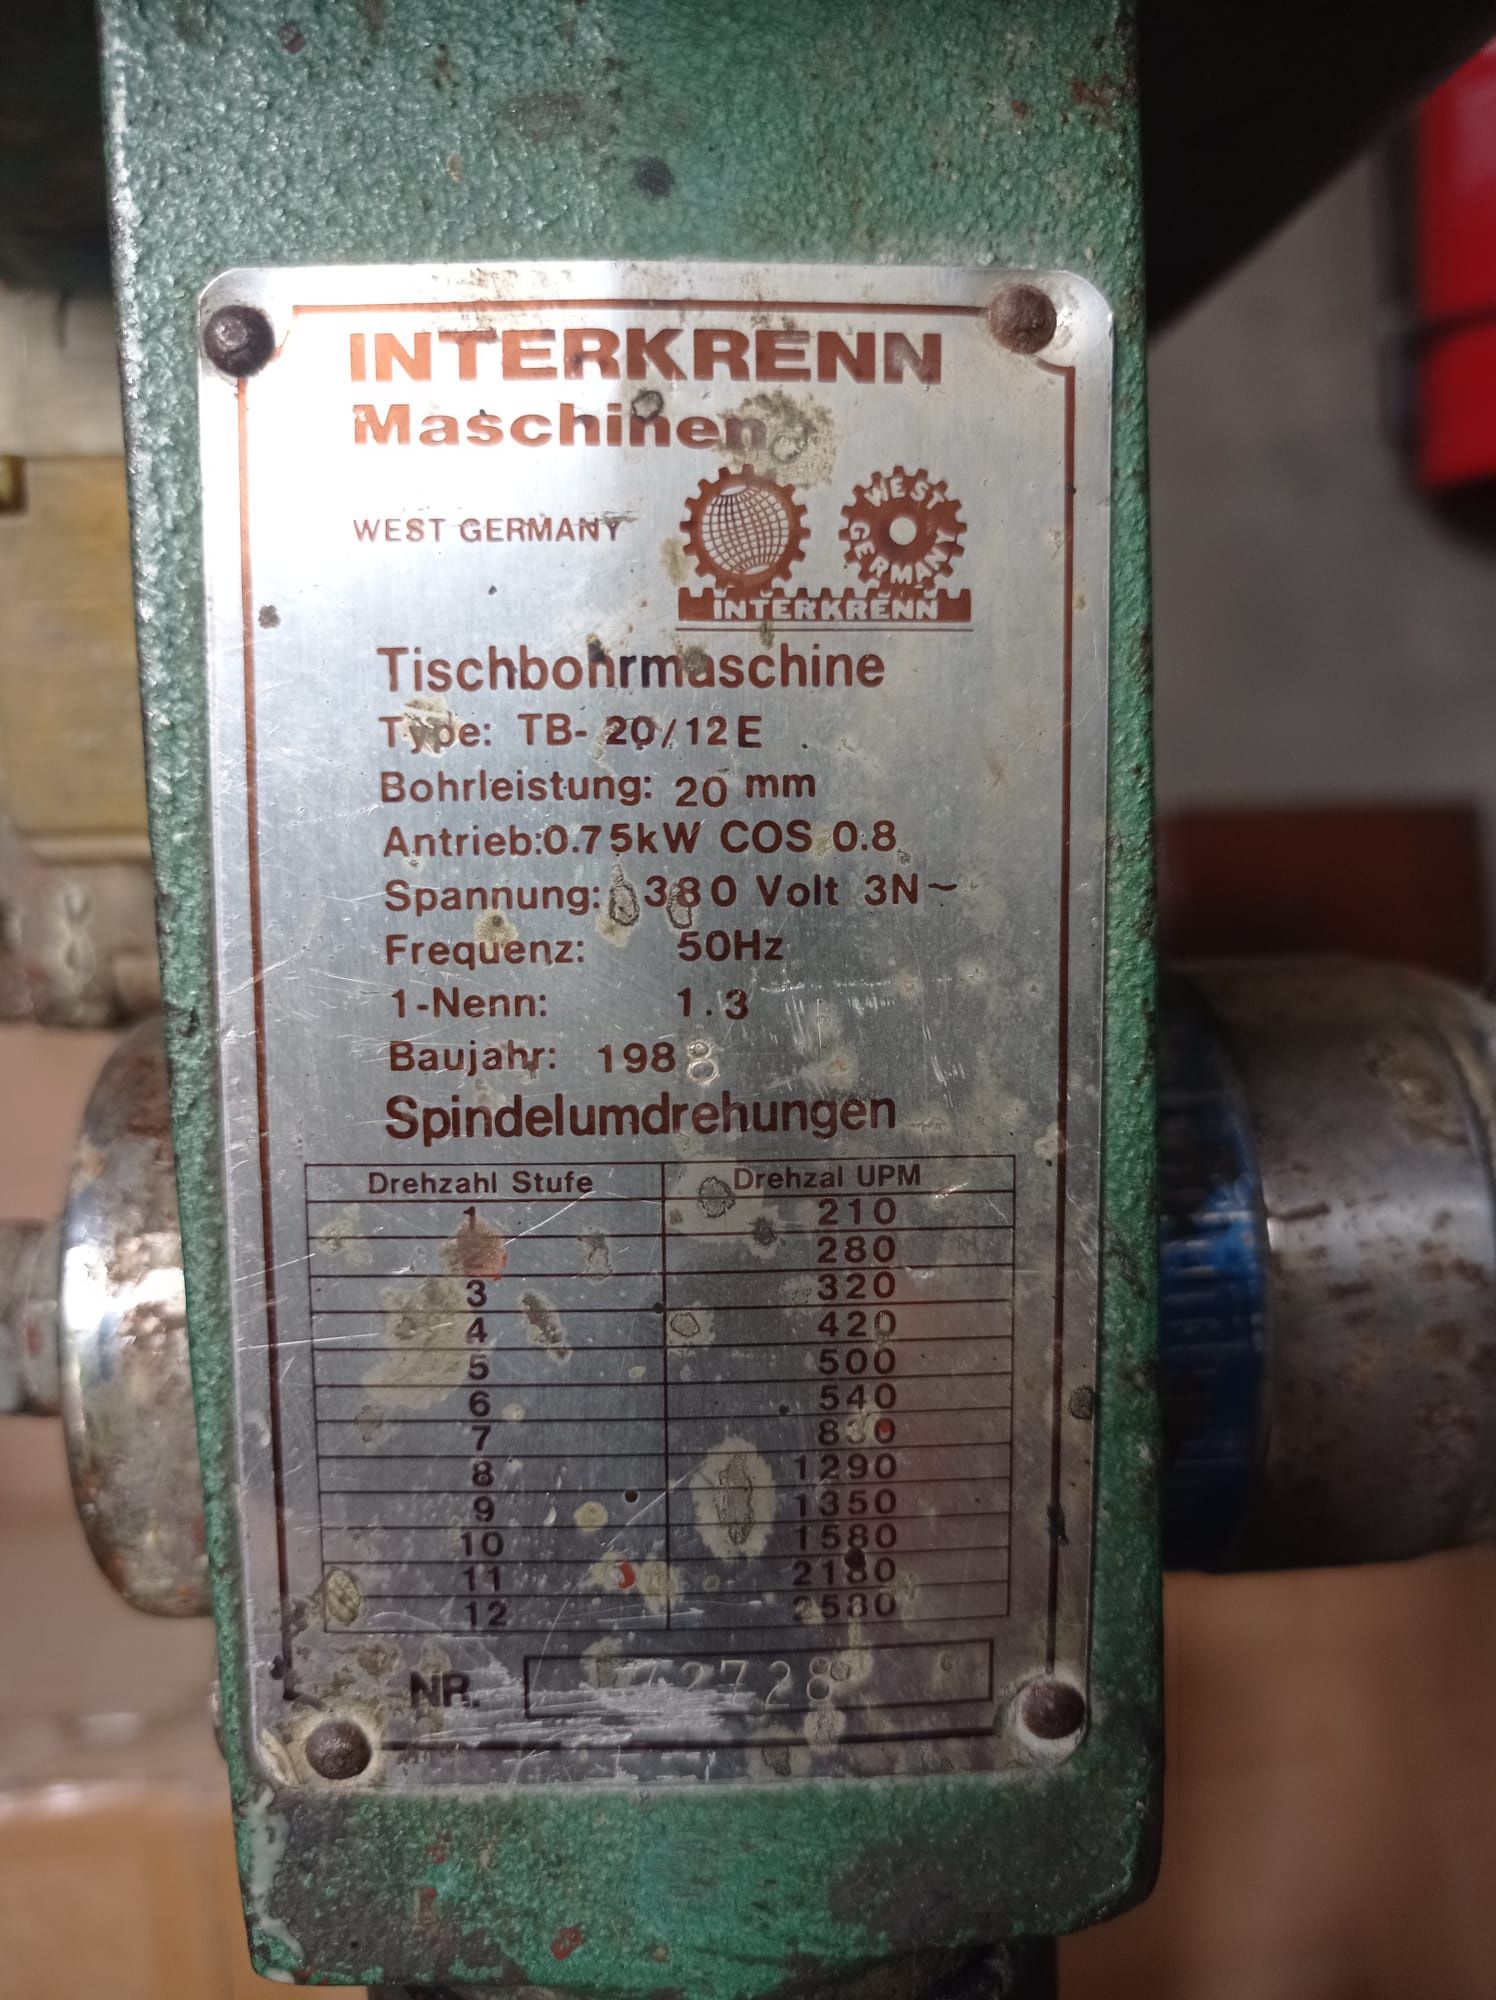 INTERKRENN
Maschinen
WEST GERMANY
WEST GERMANY
INTERKRENN
Tischbohrmaschine
Type: TB- 20/12E
Bohrleistung: 20 mm
Antrieb:0.75kW COS 0.8
Spannung: 380 Volt 3N~
Frequenz: 50Hz
1-Nenn: 1.3
Baujahr: 1988
Spindelumdrehungen
Drehzahl Stufe Drehzal UPM
1 210
280
3 320
4 420
5 500
6 540
7
8 1290
9 1350
10 1580
11 2180
12 2580
NR.